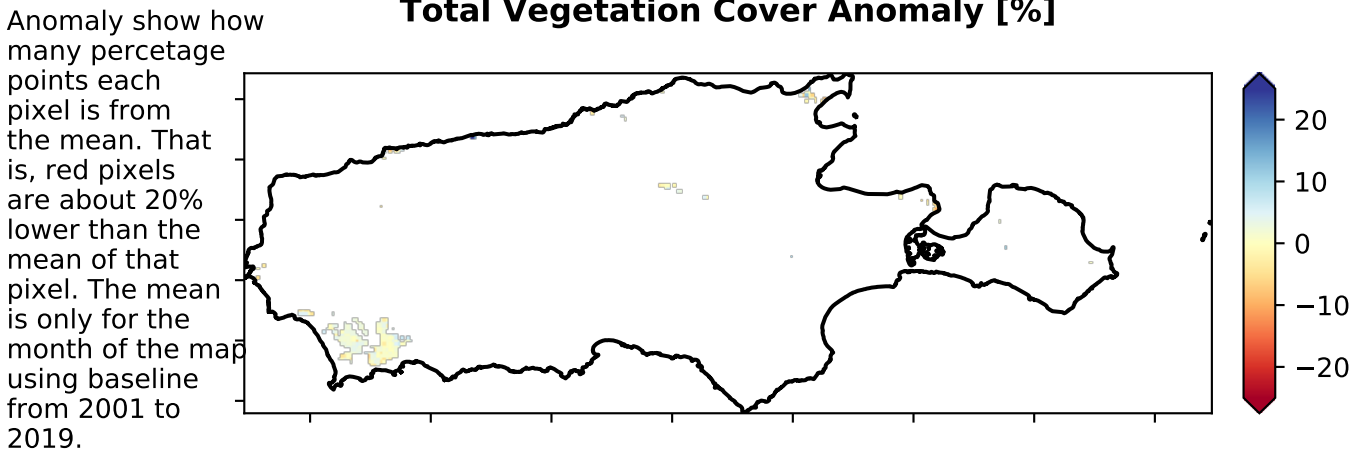 Total Vegetation Cover Anomaly [%]
Anomaly show how
many percetage
points each
pixel is from
the mean. That
is, red pixels
are about 20%
lower than the
mean of that
pixel. The mean
is only for the
month of the map
using baseline
from 2001 to
2019.
20
10
0
−10
−20